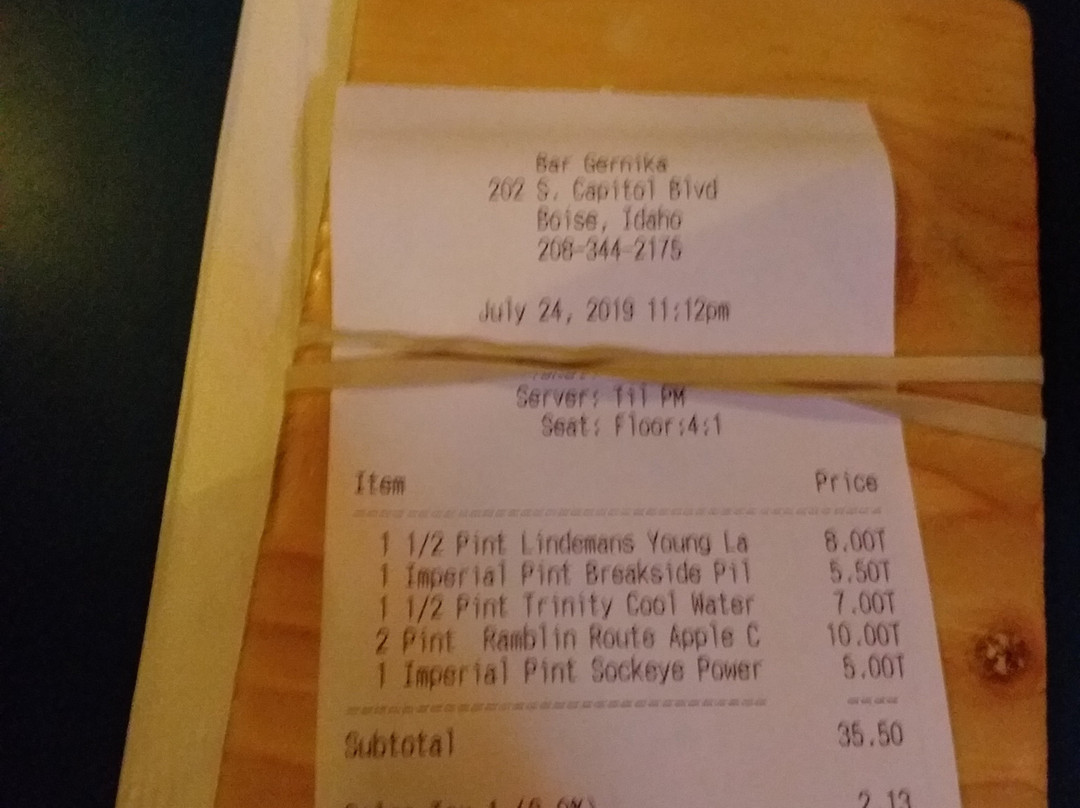 Bar Gernika
202 S. Capitol Blvd
Boise, Idaho
208-344-2175
July 24, 2019 11:12pm
Server: Til PM
Seat: Floor:4:1
Item Price
1 1/2 Pint Lindemans Young La 8.00T
1 Imperial Pint Breakside Pil 5.50T
1 1/2 Pint Trinity Cool Water 7.00T
2 Pint Ramblin Route Apple C 10.00T
1 Imperial Pint Sockeye Power 5.00T
Subtotal 35.50
2.13